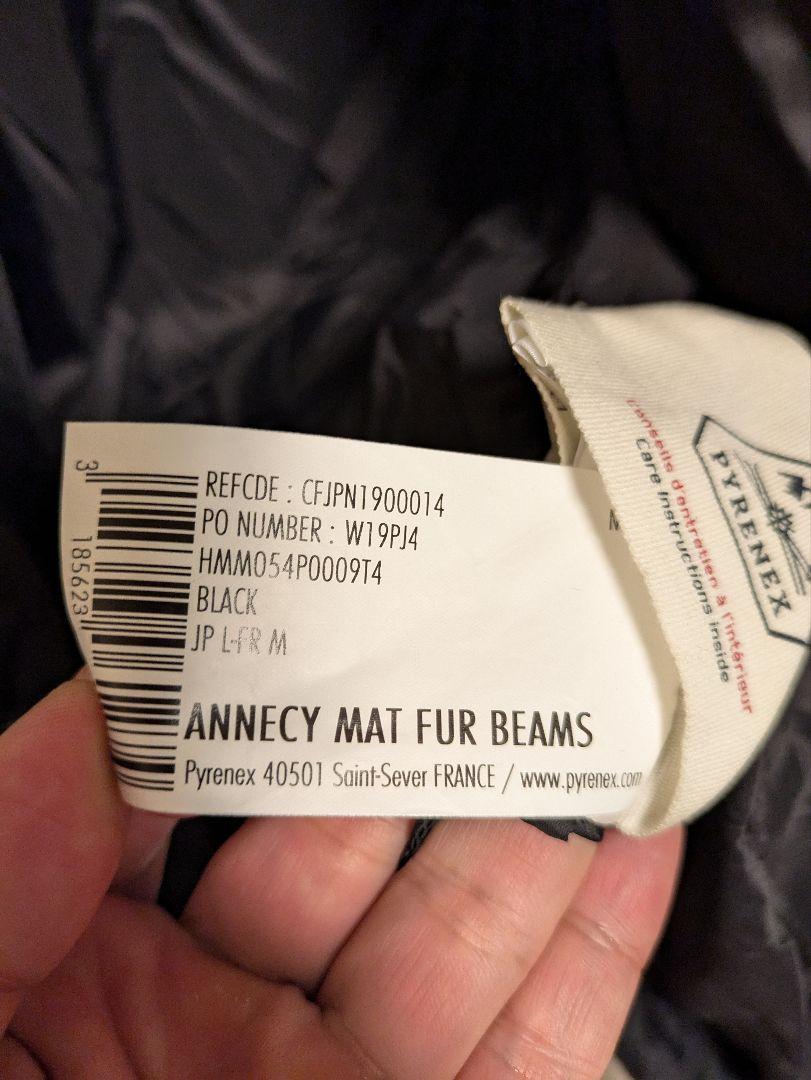 REFCDE : CFJPN1900014
PO NUMBER : W19PJ4
HMM054P0009T4
BLACK
JP L-FR M
ANNECY MAT FUR BEAMS
Pyrenex 40501 Saint-Sever FRANCE / www.pyrenex.com
3
185623
M
PYRENEX
Conseils d'entretien à l'intérieur
Care instructions inside